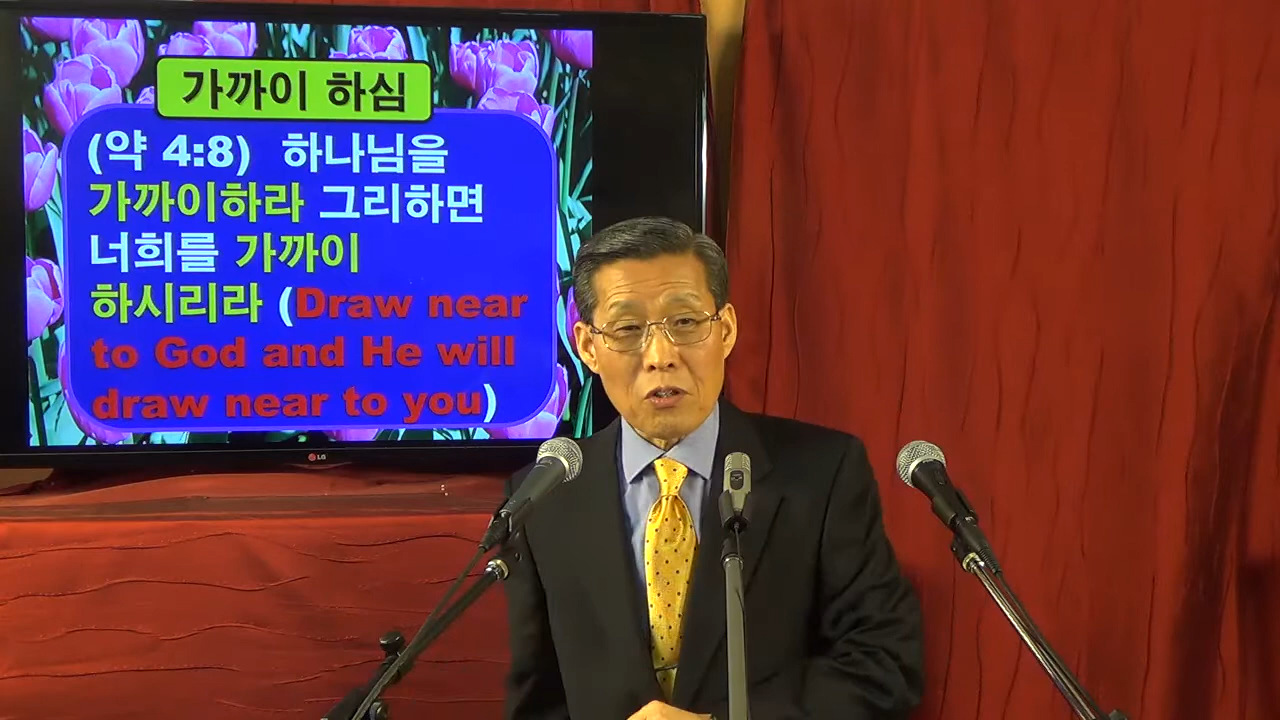 가까이 하심
(약 4:8) 하나님을
가까이하라 그리하면
너희를 가까이
하시리라 (Draw near
to God and He will
draw near to you)
LG